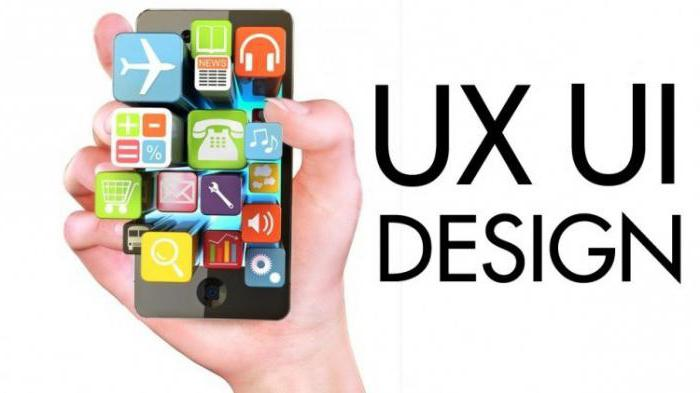 NEWS
+ -
= %
UX UI
DESIGN